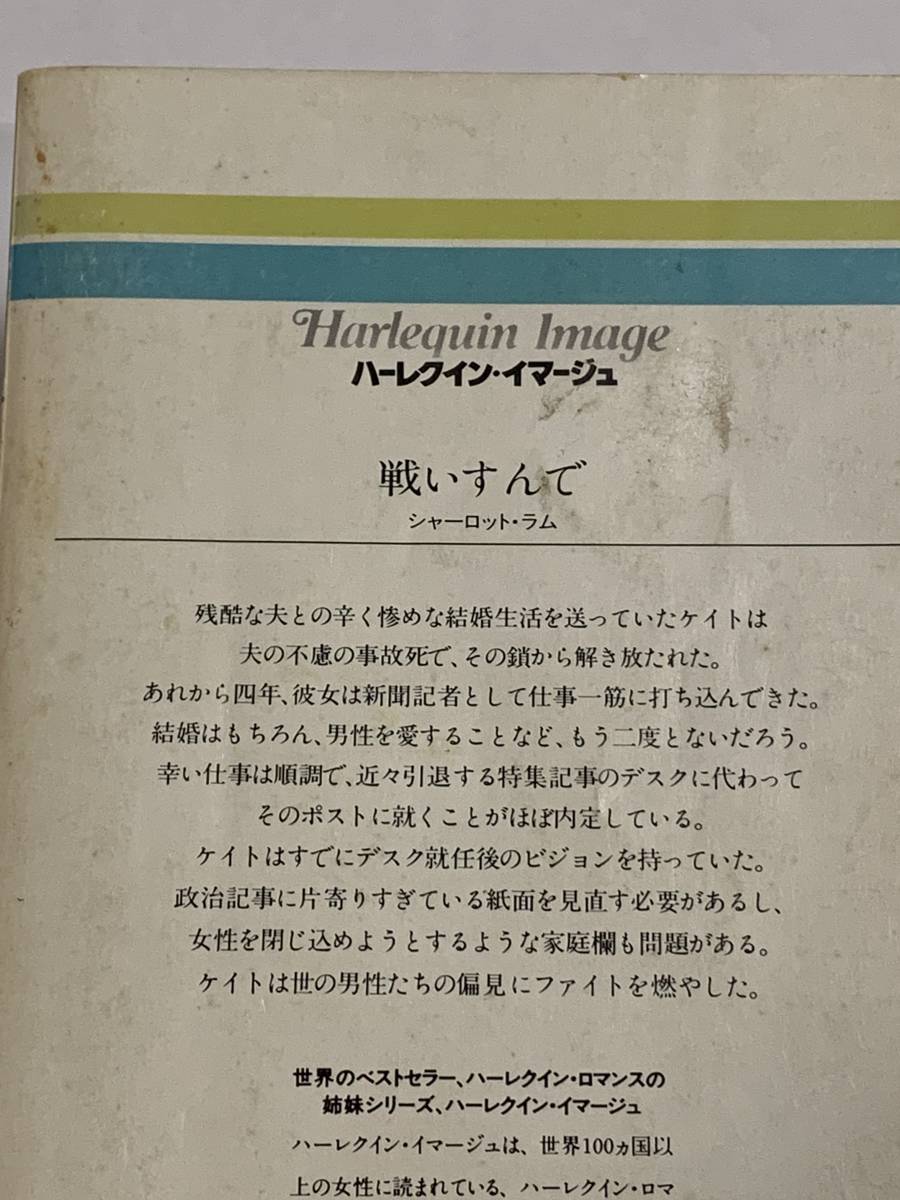 Harlequin Image
ハーレクイン・イマージュ
戦いすんで
シャーロット・ラム
残酷な夫との辛く惨めな結婚生活を送っていたケイトは
夫の不慮の事故死で、その鎖から解き放たれた。
あれから四年、彼女は新聞記者として仕事一筋に打ち込んできた。
結婚はもちろん、男性を愛することなど、もう二度とないだろう。
幸い仕事は順調で、近々引退する特集記事のデスクに代わって
そのポストに就くことがほぼ内定している。
ケイトはすでにデスク就任後のビジョンを持っていた。
政治記事に片寄りすぎている紙面を見直す必要があるし、
女性を閉じ込めようとするような家庭欄も問題がある。
ケイトは世の男性たちの偏見にファイトを燃やした。
世界のベストセラー、ハーレクイン・ロマンスの
姉妹シリーズ、ハーレクイン・イマージュ
ハーレクイン・イマージュは、世界100ヵ国以
上の女性に読まれている、ハーレクイン・ロマ